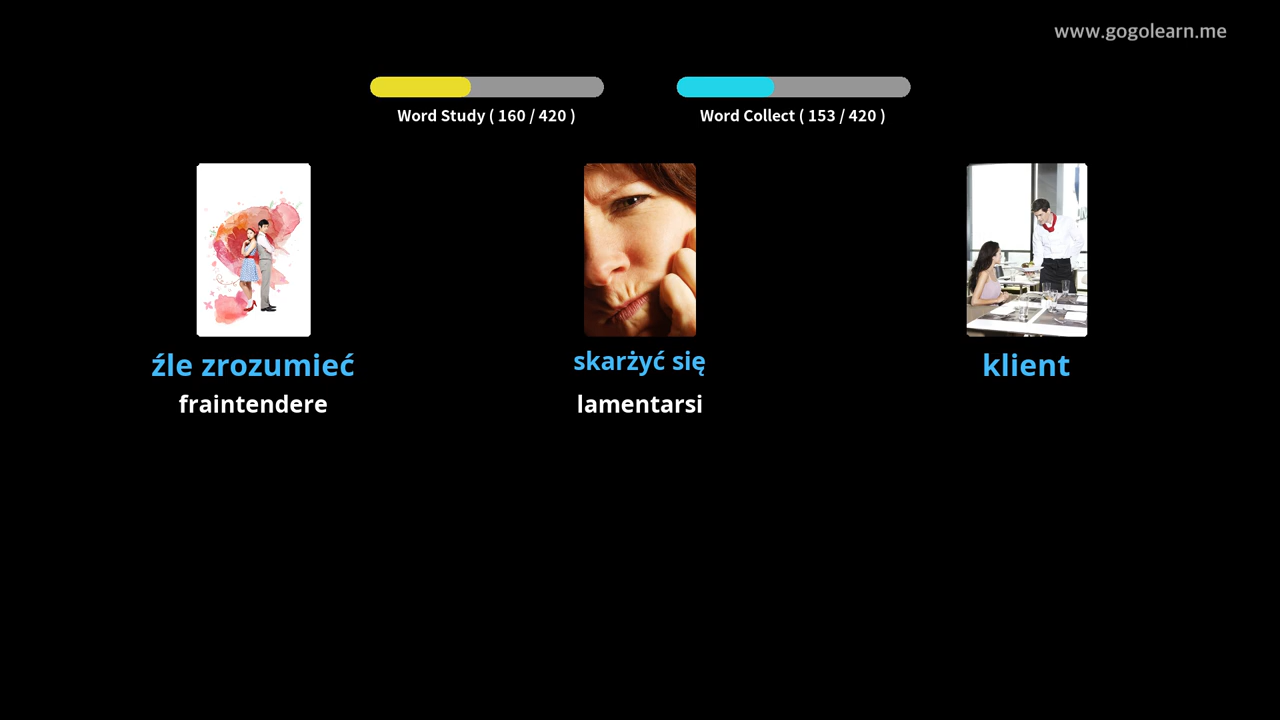 www.gogolearn.me
Word Study ( 160 / 420 )
Word Collect ( 153 / 420 )
źle zrozumieć
fraintendere
skarżyć się
lamentarsi
klient